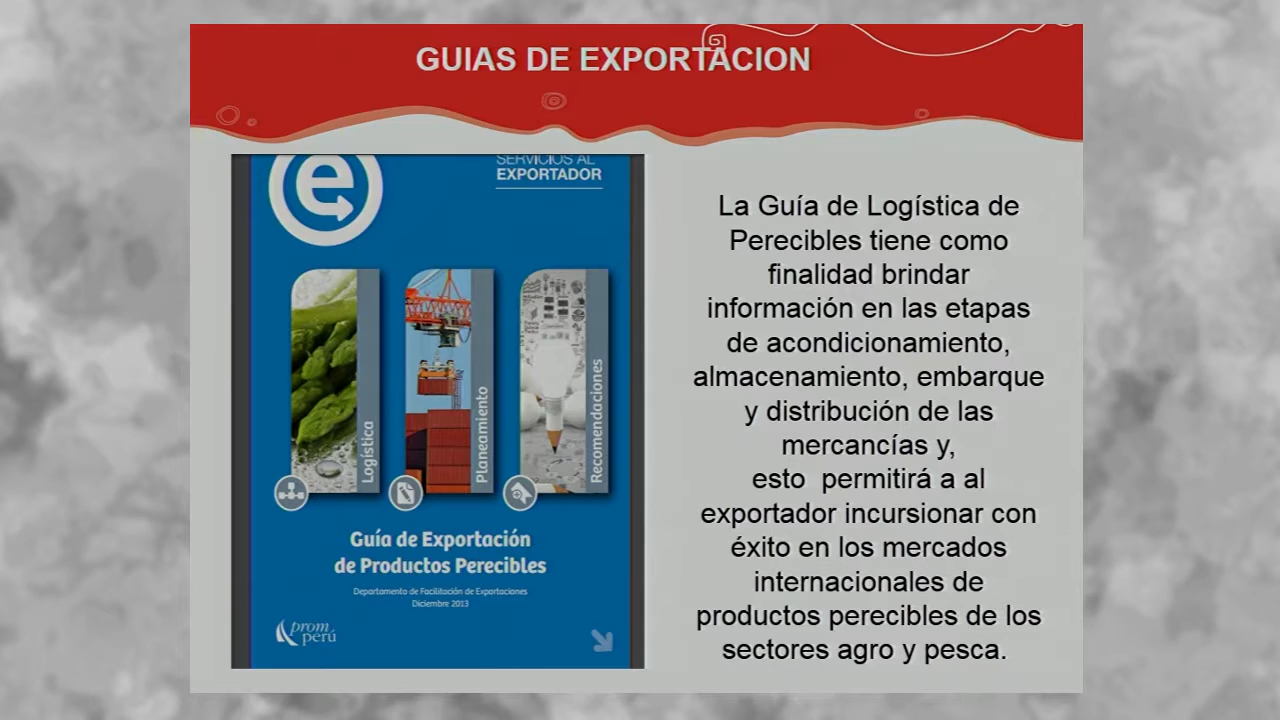 GUIAS DE EXPORTACION
SERVICIOS AL
EXPORTADOR
Logística
Planeamiento
Recomendaciones
Guía de Exportación
de Productos Perecibles
Departamento de Facilitación de Exportaciones
Diciembre 2013
prom
perú
La Guía de Logística de
Perecibles tiene como
finalidad brindar
información en las etapas
de acondicionamiento,
almacenamiento, embarque
y distribución de las
mercancías y,
esto  permitirá a al
exportador incursionar con
éxito en los mercados
internacionales de
productos perecibles de los
sectores agro y pesca.